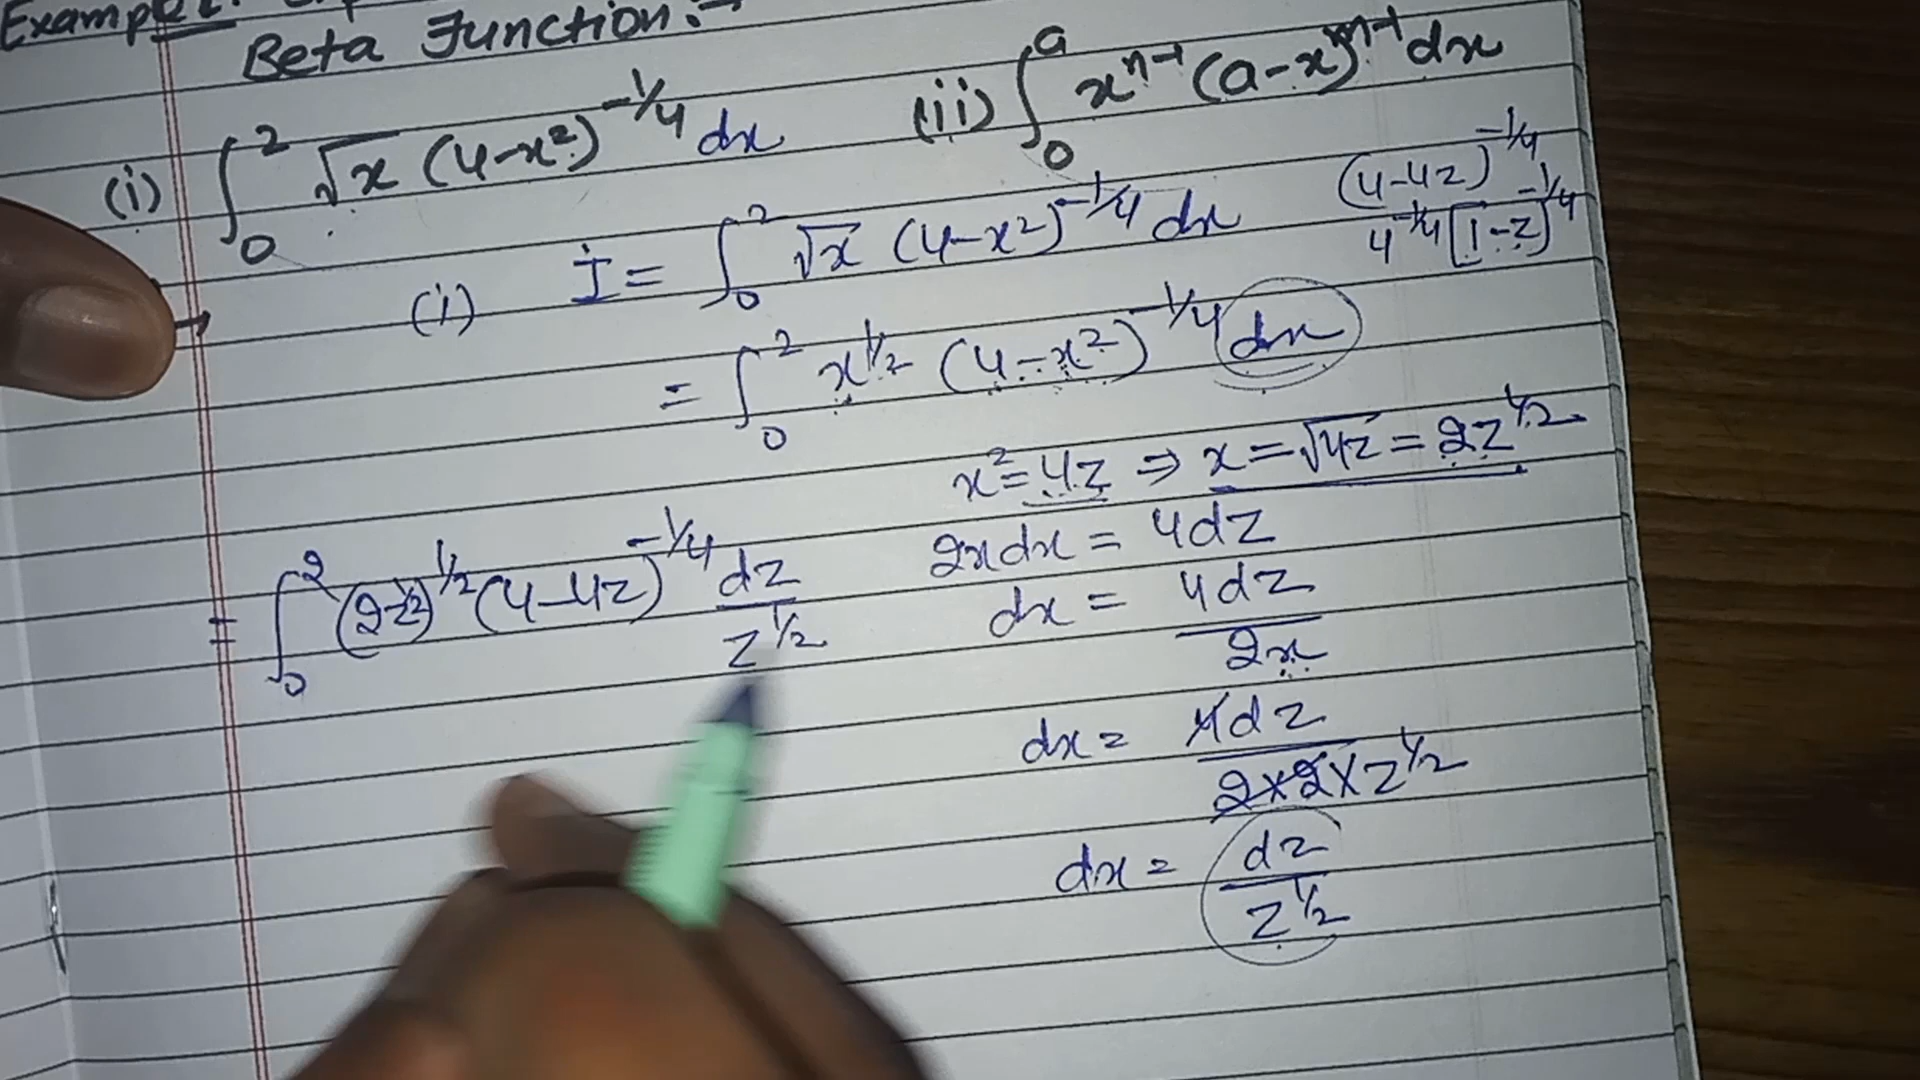 Example
Beta Function:-
(i) ∫₀² √x (4-x²)^{-1/4} dx (ii) ∫₀^a x^{n-1} (a-x)^{m-1} dx
(4-4z)^{-1/4}
4^{-1/4} [1-z]^{-1/4}
(i) I = ∫₀² √x (4-x²)^{-1/4} dx
= ∫₀² x^{1/2} (4-x²)^{-1/4} dx
x² = 4z ⇒ x = √4z = 2z^{1/2}
2x dx = 4dz
= ∫₀² (2z^{1/2})^{1/2} (4-4z)^{-1/4} dz/z^{1/2}
dx = 4dz/2x
dx = 4dz/2×2×z^{1/2}
dx = dz/z^{1/2}